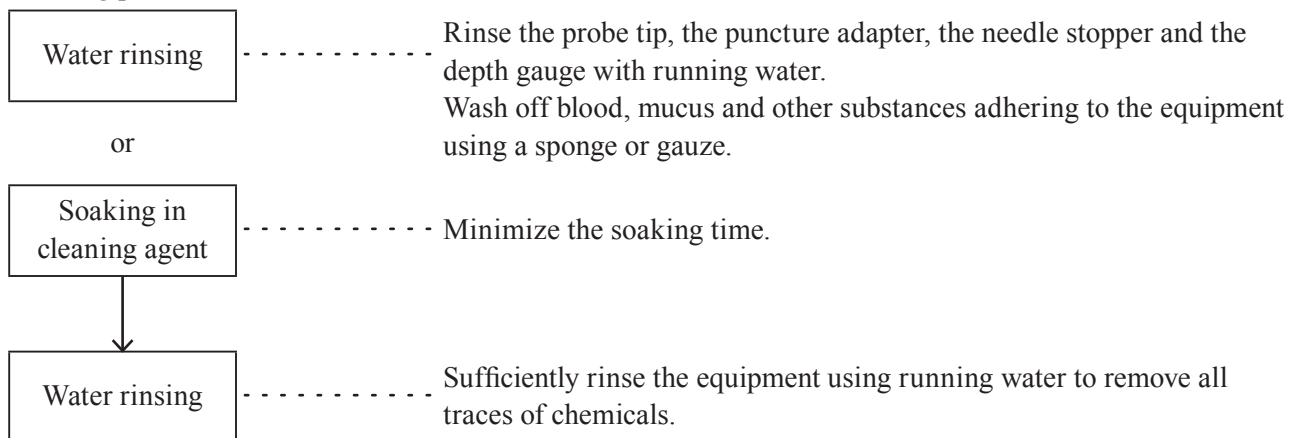 Water rinsing
Rinse the probe tip, the puncture adapter, the needle stopper and the
depth gauge with running water.
Wash off blood, mucus and other substances adhering to the equipment
using a sponge or gauze.
or
Soaking in
cleaning agent
Minimize the soaking time.
Water rinsing
Sufficiently rinse the equipment using running water to remove all
traces of chemicals.